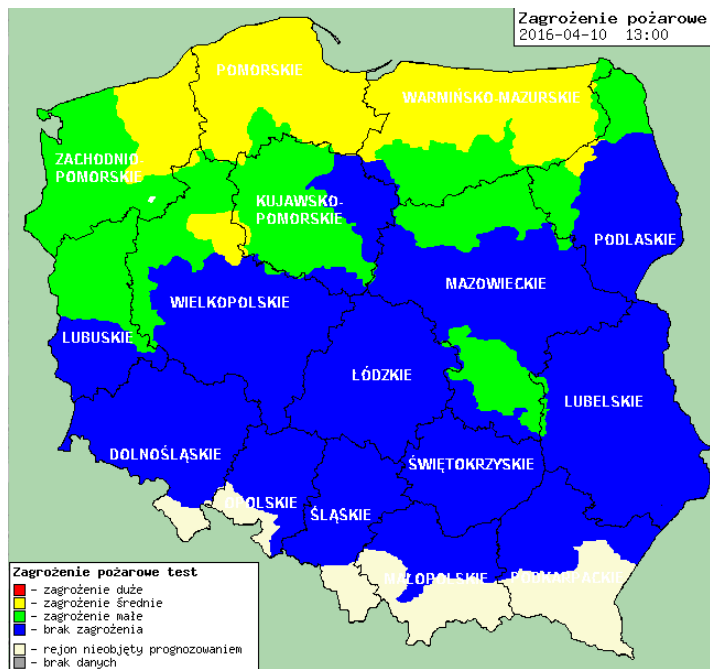 Zagrożenie pożarowe
2016-04-10 13:00
POMORSKIE
WARMIŃSKO-MAZURSKIE
ZACHODNIO-
POMORSKIE
KUJAWSKO-
POMORSKIE
PODLASKIE
MAZOWIECKIE
WIELKOPOLSKIE
LUBUSKIE
ŁÓDZKIE
LUBELSKIE
DOLNOŚLĄSKIE
ŚWIĘTOKRZYSKIE
OPOLSKIE
ŚLĄSKIE
MAŁOPOLSKIE
PODKARPACKIE
Zagrożenie pożarowe test
- zagrożenie duże
- zagrożenie średnie
- zagrożenie małe
- brak zagrożenia
- rejon nieobjęty prognozowaniem
- brak danych